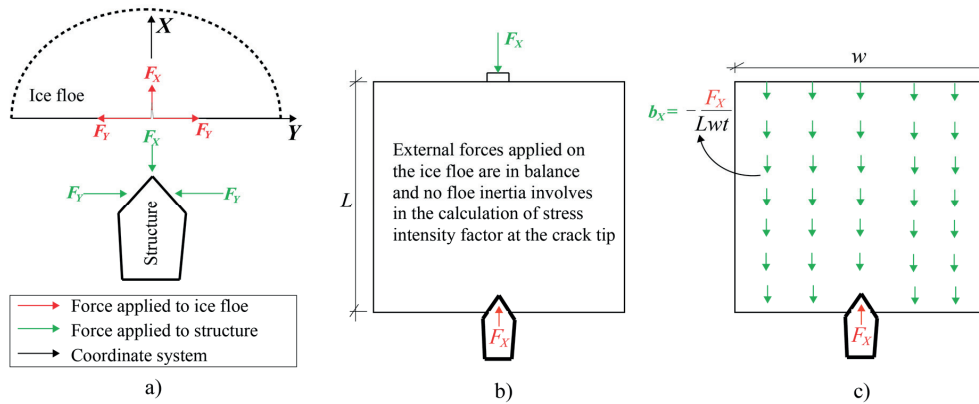 X
Ice floe
F_X
F_Y
F_Y
Y
F_X
F_Y
F_Y
Structure
Force applied to ice floe
Force applied to structure
Coordinate system
a)
F_X
L
External forces applied on
the ice floe are in balance
and no floe inertia involves
in the calculation of stress
intensity factor at the crack tip
F_X
b)
w
b_X = - F_X / Lwt
F_X
c)